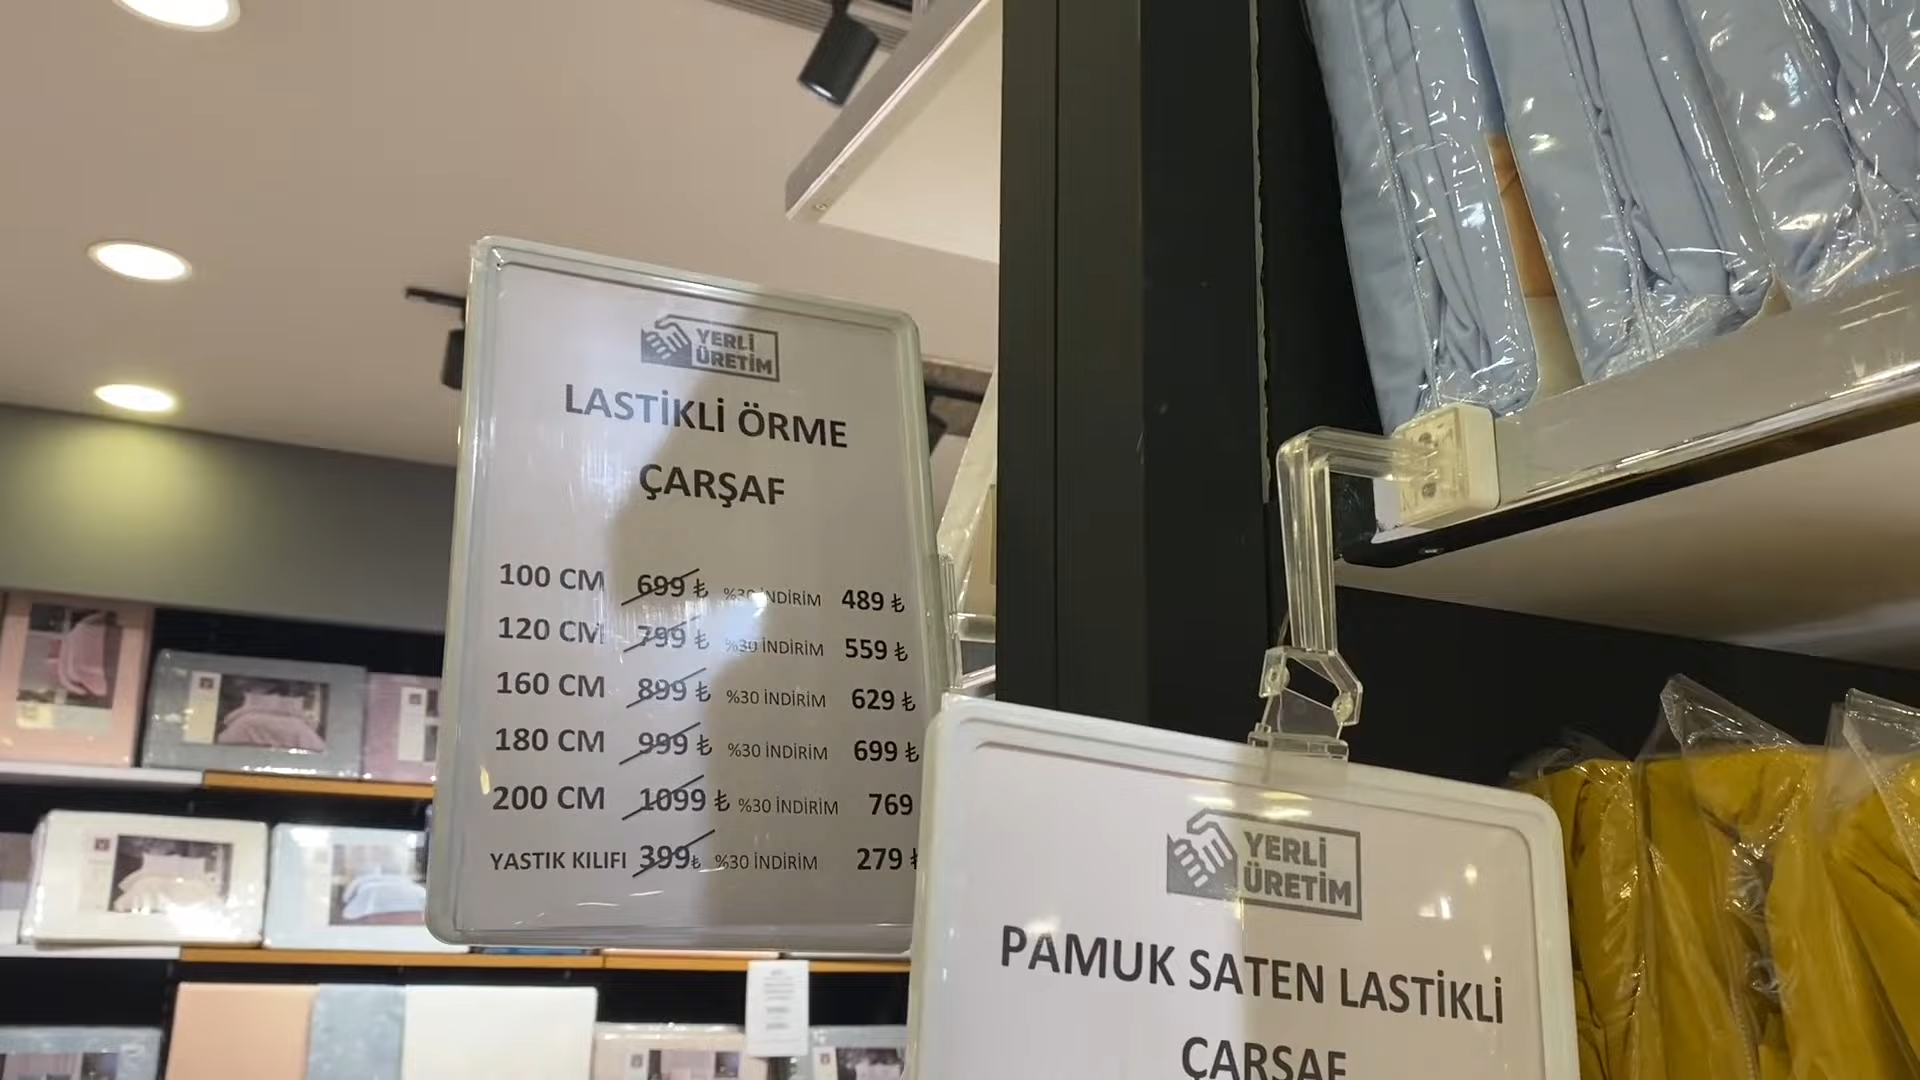 YERLİ
ÜRETİM
LASTİKLİ ÖRME
ÇARŞAF
100 CM 699 ₺ %30 İNDİRİM 489 ₺
120 CM 799 ₺ %30 İNDİRİM 559 ₺
160 CM 899 ₺ %30 İNDİRİM 629 ₺
180 CM 999 ₺ %30 İNDİRİM 699 ₺
200 CM 1099 ₺ %30 İNDİRİM 769
YASTIK KILIFI 399₺ %30 İNDİRİM 279 ₺
YERLİ
ÜRETİM
PAMUK SATEN LASTİKLİ
ÇARŞAF